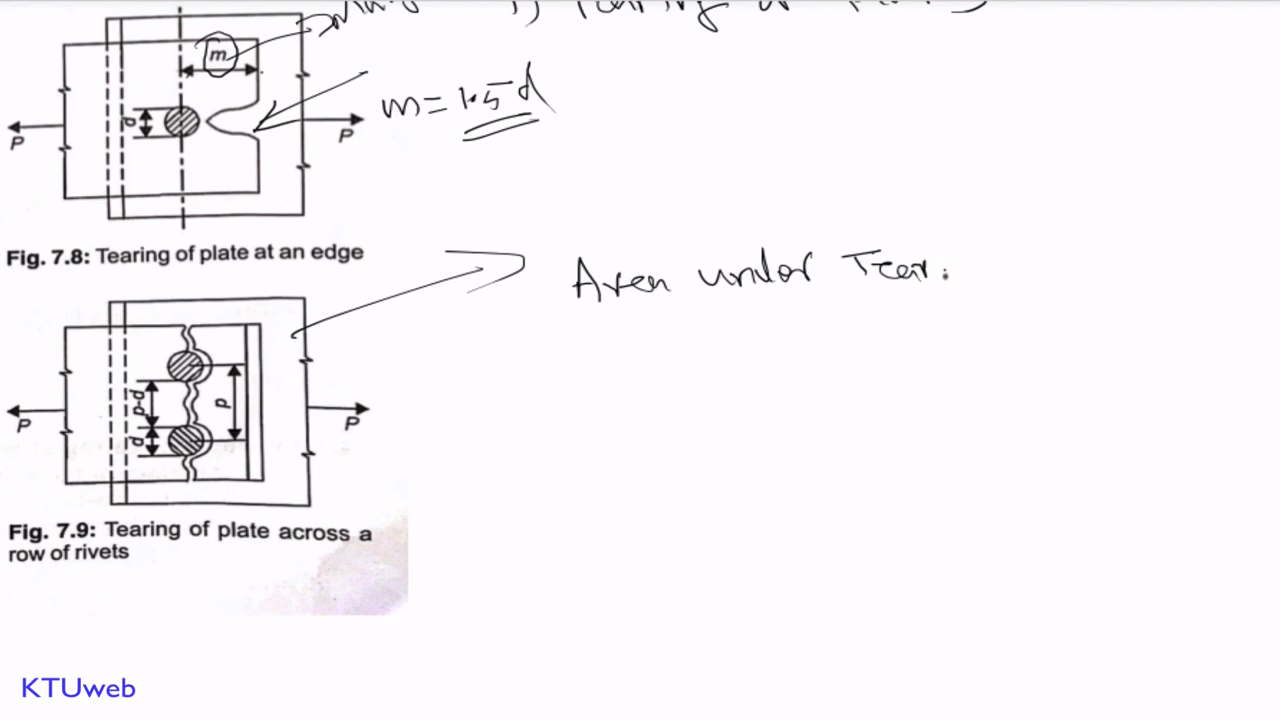 m
m = 1.5 d
d
P
P
Fig. 7.8: Tearing of plate at an edge
Area under Tear.
p-d
p
d
P
P
Fig. 7.9: Tearing of plate across a
row of rivets
KTUweb